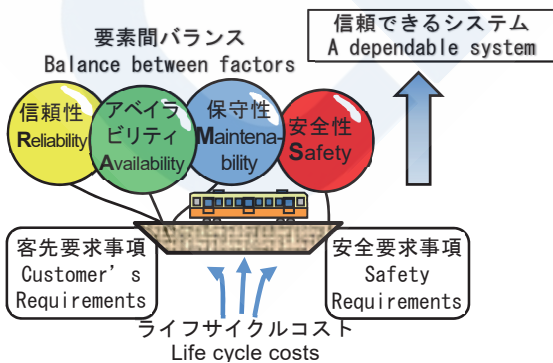 要素間バランス
Balance between factors
信頼できるシステム
A dependable system
信頼性
Reliability
アベイラ
ビリティ
Availability
保守性
Maintena-
bility
安全性
Safety
客先要求事項
Customer's
Requirements
安全要求事項
Safety
Requirements
ライフサイクルコスト
Life cycle costs